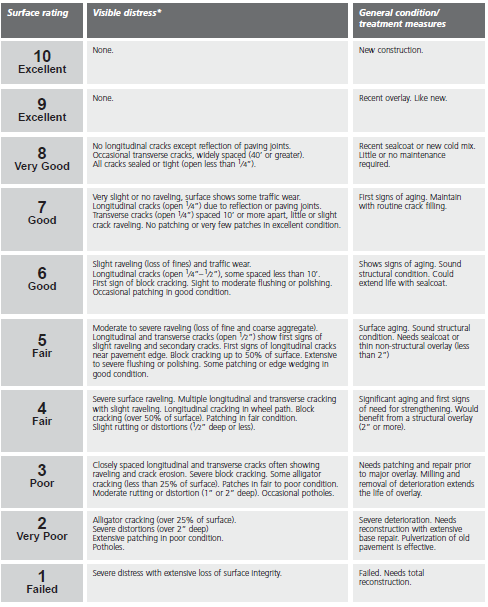 Surface rating
Visible distress*
General condition/
treatment measures
10
Excellent
None.
New construction.
9
Excellent
None.
Recent overlay. Like new.
8
Very Good
No longitudinal cracks except reflection of paving joints.
Occasional transverse cracks, widely spaced (40' or greater).
All cracks sealed or tight (open less than 1/4").
Recent sealcoat or new cold mix.
Little or no maintenance
required.
7
Good
Very slight or no raveling, surface shows some traffic wear.
Longitudinal cracks (open 1/4") due to reflection or paving joints.
Transverse cracks (open 1/4") spaced 10' or more apart, little or slight
crack raveling. No patching or very few patches in excellent condition.
First signs of aging. Maintain
with routine crack filling.
6
Good
Slight raveling (loss of fines) and traffic wear.
Longitudinal cracks (open 1/4"–1/2"), some spaced less than 10'.
First sign of block cracking. Sight to moderate flushing or polishing.
Occasional patching in good condition.
Shows signs of aging. Sound
structural condition. Could
extend life with sealcoat.
5
Fair
Moderate to severe raveling (loss of fine and coarse aggregate).
Longitudinal and transverse cracks (open 1/2") show first signs of
slight raveling and secondary cracks. First signs of longitudinal cracks
near pavement edge. Block cracking up to 50% of surface. Extensive
to severe flushing or polishing. Some patching or edge wedging in
good condition.
Surface aging. Sound structural
condition. Needs sealcoat or
thin non-structural overlay (less
than 2")
4
Fair
Severe surface raveling. Multiple longitudinal and transverse cracking
with slight raveling. Longitudinal cracking in wheel path. Block
cracking (over 50% of surface). Patching in fair condition.
Slight rutting or distortions (1/2" deep or less).
Significant aging and first signs
of need for strengthening. Would
benefit from a structural overlay
(2" or more).
3
Poor
Closely spaced longitudinal and transverse cracks often showing
raveling and crack erosion. Severe block cracking. Some alligator
cracking (less than 25% of surface). Patches in fair to poor condition.
Moderate rutting or distortion (1" or 2" deep). Occasional potholes.
Needs patching and repair prior
to major overlay. Milling and
removal of deterioration extends
the life of overlay.
2
Very Poor
Alligator cracking (over 25% of surface).
Severe distortions (over 2" deep)
Extensive patching in poor condition.
Potholes.
Severe deterioration. Needs
reconstruction with extensive
base repair. Pulverization of old
pavement is effective.
1
Failed
Severe distress with extensive loss of surface integrity.
Failed. Needs total
reconstruction.